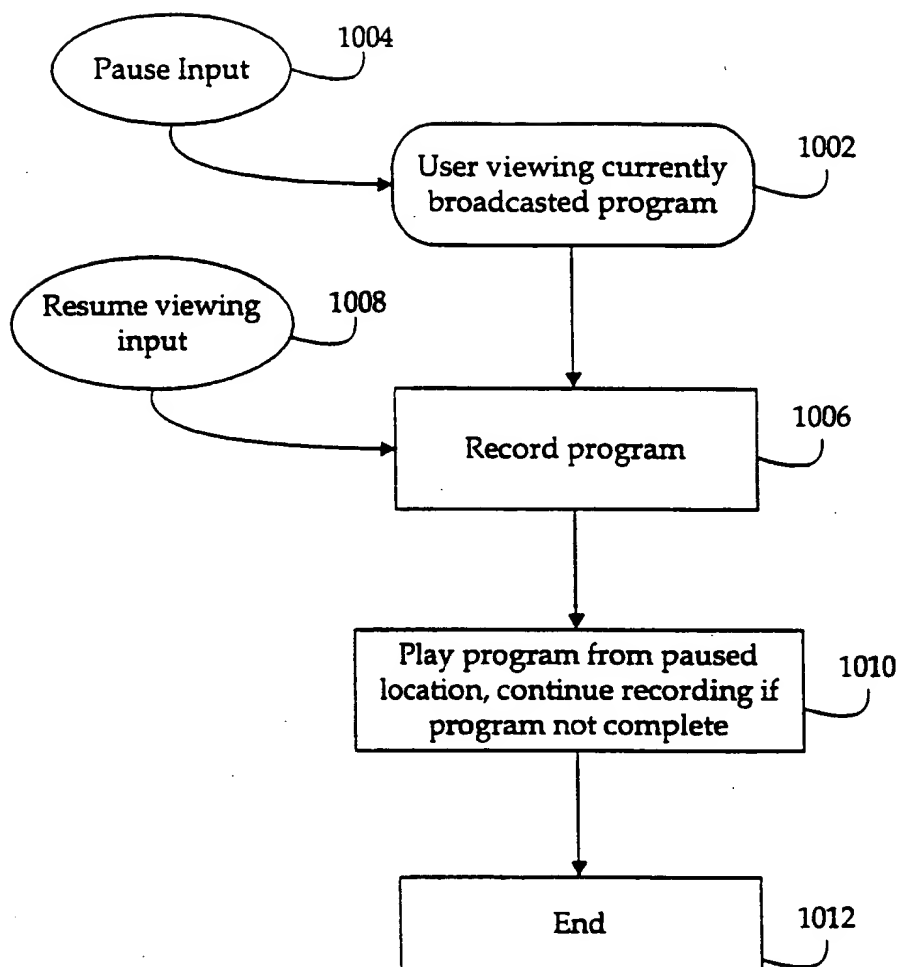 1004
Pause Input
1002
User viewing currently
broadcasted program
1008
Resume viewing
input
1006
Record program
1010
Play program from paused
location, continue recording if
program not complete
End
1012